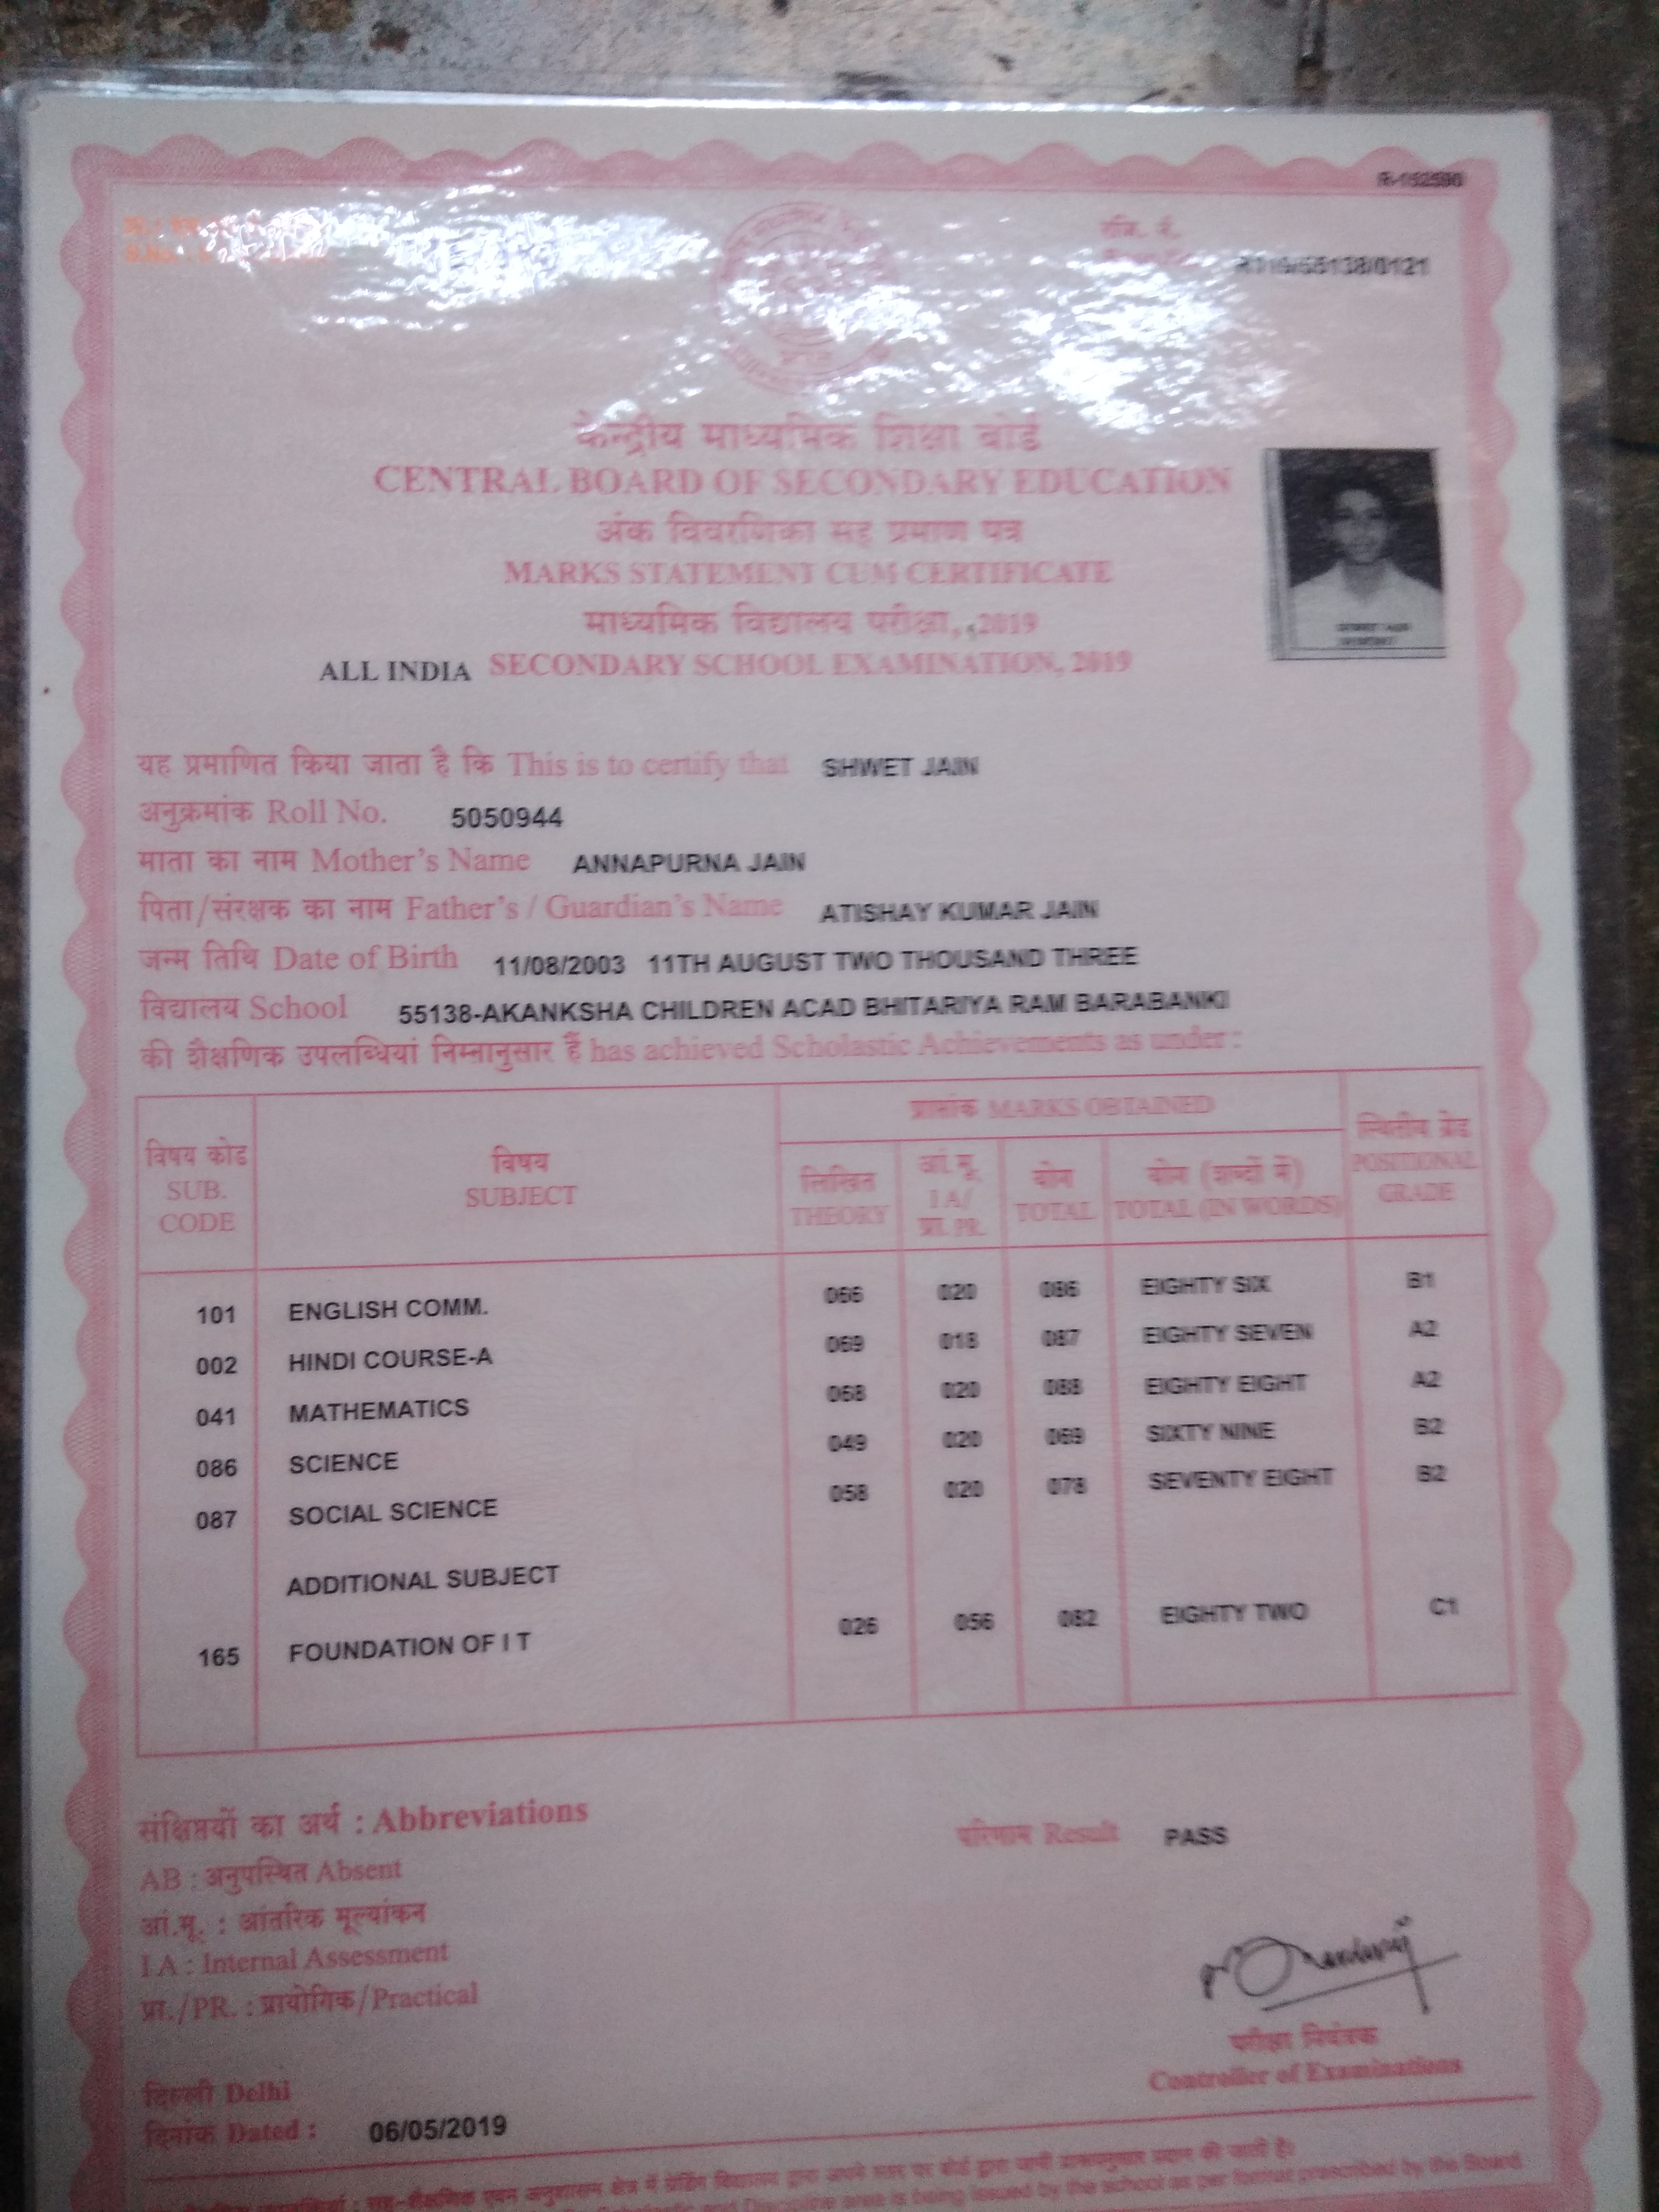 रजि. नं.
केन्द्रीय माध्यमिक शिक्षा बोर्ड
CENTRAL BOARD OF SECONDARY EDUCATION
अंक विवरणिका सह प्रमाण पत्र
MARKS STATEMENT CUM CERTIFICATE
माध्यमिक विद्यालय परीक्षा, 2019
ALL INDIA SECONDARY SCHOOL EXAMINATION, 2019
यह प्रमाणित किया जाता है कि This is to certify that SHWET JAIN
अनुक्रमांक Roll No. 5050944
माता का नाम Mother's Name ANNAPURNA JAIN
पिता/संरक्षक का नाम Father's / Guardian's Name ATISHAY KUMAR JAIN
जन्म तिथि Date of Birth 11/08/2003 11TH AUGUST TWO THOUSAND THREE
विद्यालय School 55138-AKANKSHA CHILDREN ACAD BHITARIYA RAM BARABANKI
की शैक्षणिक उपलब्धियां निम्नानुसार हैं has achieved Scholastic Achievements as under :
विषय कोड
SUB.
CODE
विषय
SUBJECT
प्राप्तांक MARKS OBTAINED
लिखित
THEORY
आं.मू.
I A/
प्रा. PR.
योग
TOTAL
योग (शब्दों में)
TOTAL (IN WORDS)
स्थितीय ग्रेड
POSITIONAL
GRADE
101 ENGLISH COMM. 066 020 086 EIGHTY SIX B1
002 HINDI COURSE-A 069 018 087 EIGHTY SEVEN A2
041 MATHEMATICS 068 020 088 EIGHTY EIGHT A2
086 SCIENCE 049 020 069 SIXTY NINE B2
087 SOCIAL SCIENCE 058 020 078 SEVENTY EIGHT B2
ADDITIONAL SUBJECT
165 FOUNDATION OF I T 026 056 082 EIGHTY TWO C1
संक्षिप्तयों का अर्थ : Abbreviations
परिणाम Result PASS
AB : अनुपस्थित Absent
आं.मू. : आंतरिक मूल्यांकन
I A : Internal Assessment
प्रा./PR. : प्रायोगिक/Practical
परीक्षा नियंत्रक
Controller of Examinations
दिल्ली Delhi
दिनांक Dated : 06/05/2019